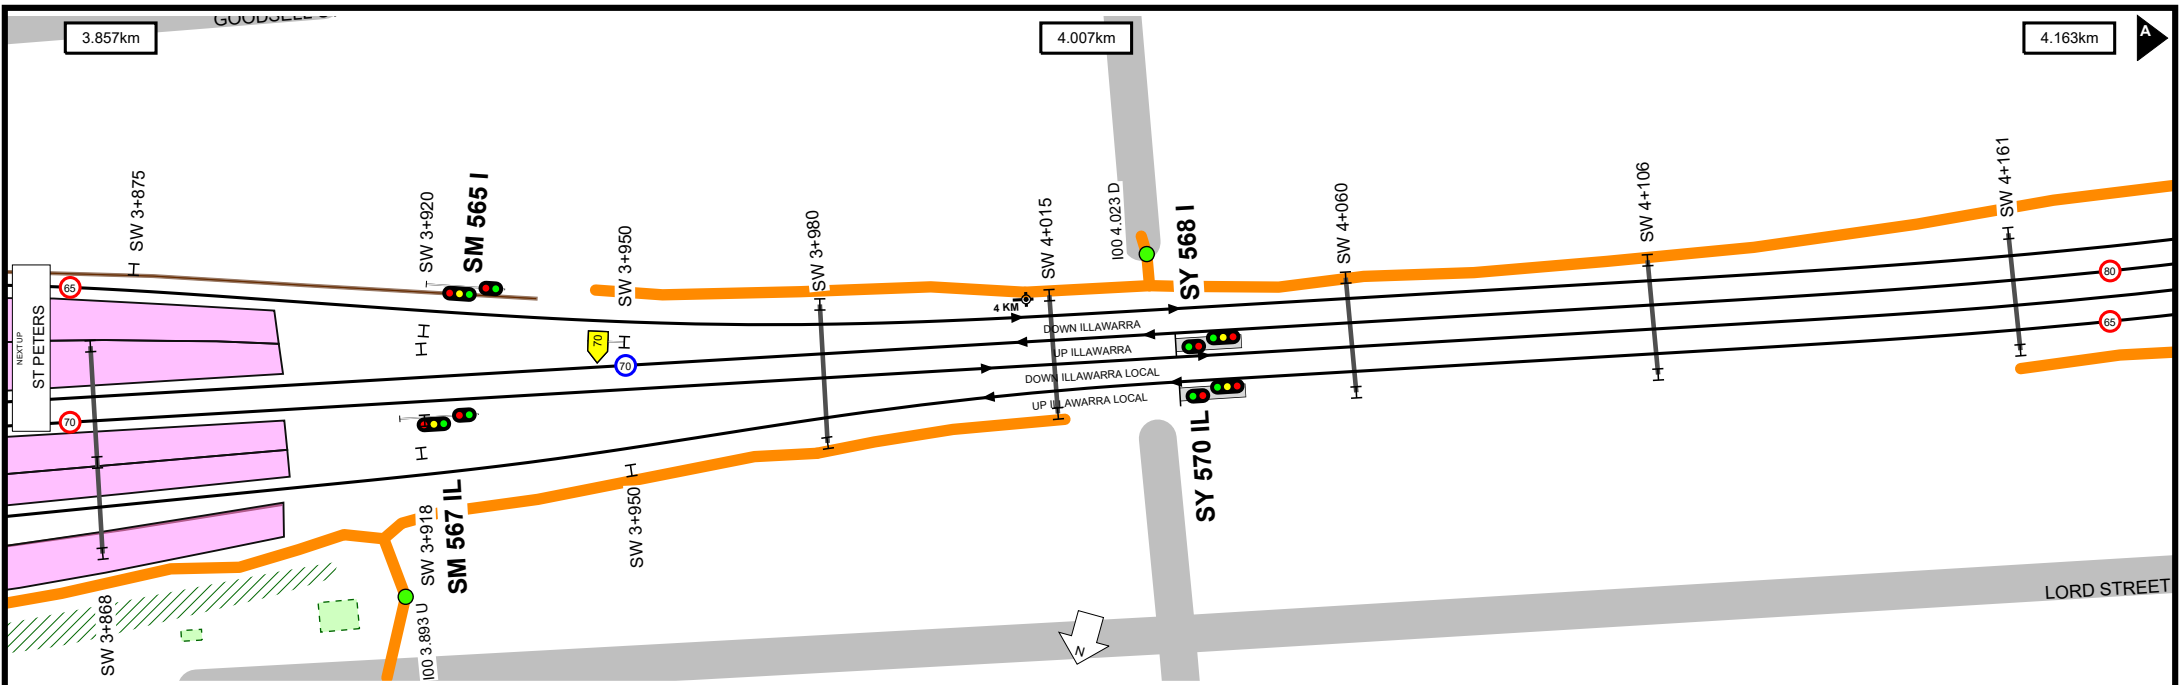 GOODSELL S
3.857km
4.007km
4.163km
A
SW 3+875
SW 3+920
SM 565 I
SW 3+950
SW 3+980
SW 4+015
I00 4.023 D
SY 568 I
SW 4+060
SW 4+106
SW 4+161
NEXT UP
ST PETERS
65
70
70
70
4 KM
DOWN ILLAWARRA
UP ILLAWARRA
DOWN ILLAWARRA LOCAL
UP ILLAWARRA LOCAL
80
65
SW 3+868
I00 3.893 U
SW 3+918
SM 567 IL
SW 3+950
SY 570 IL
N
LORD STREET